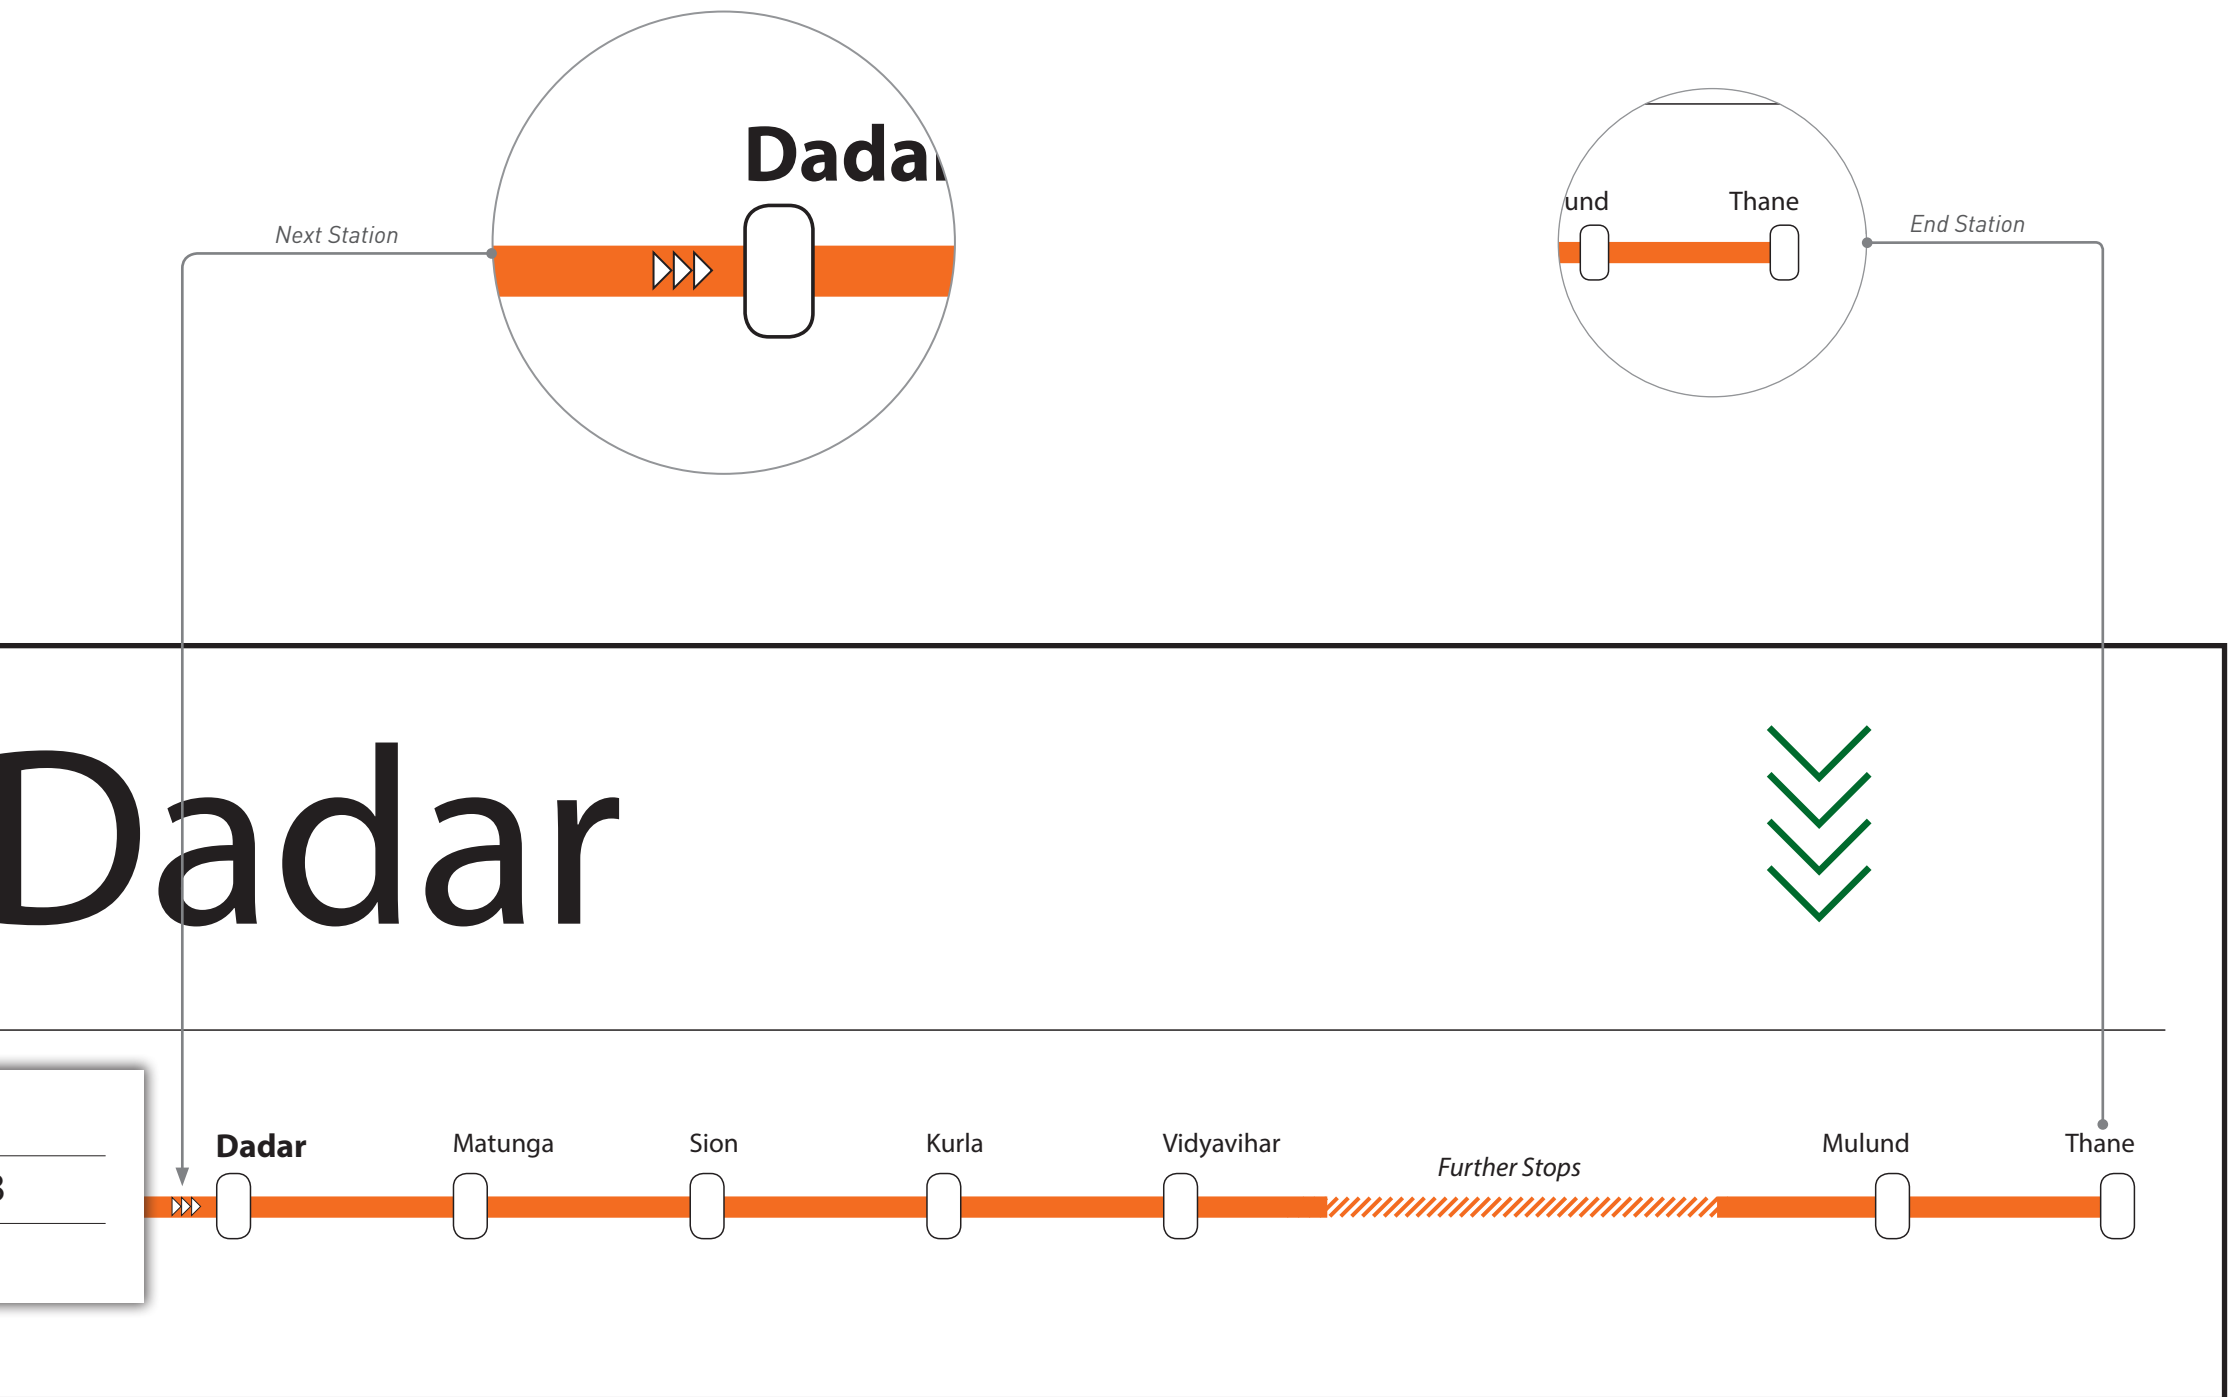 Dada
Next Station
und
Thane
End Station
Dadar
Dadar
Matunga
Sion
Kurla
Vidyavihar
Further Stops
Mulund
Thane